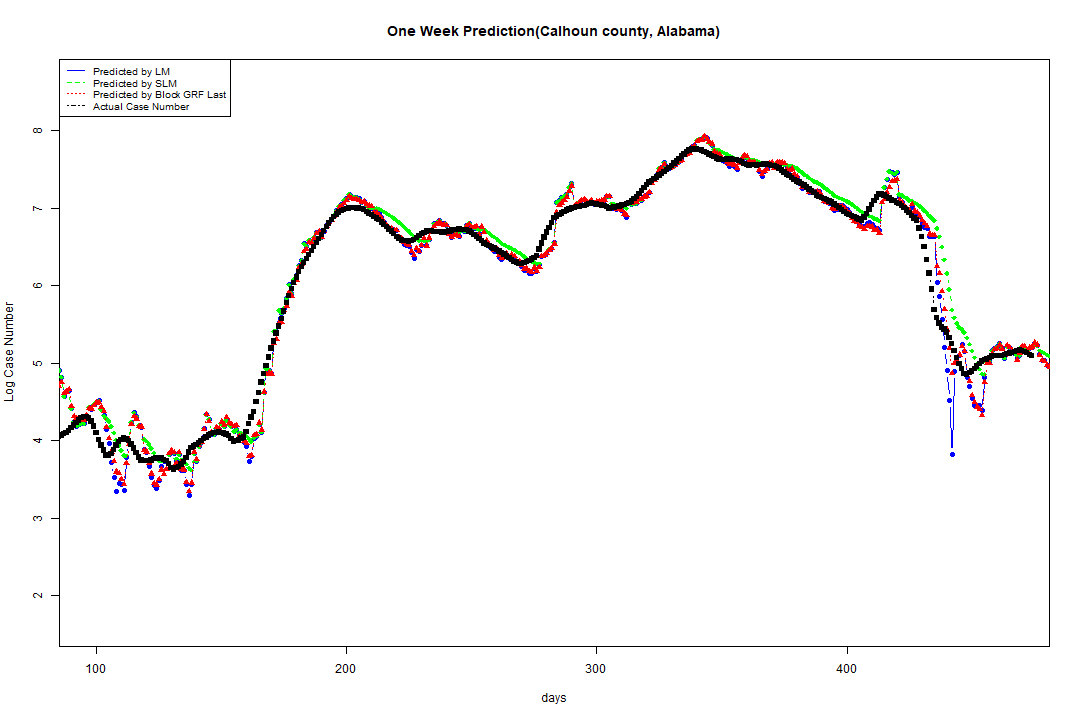 One Week Prediction(Calhoun county, Alabama)
Predicted by LM
Predicted by SLM
Predicted by Block GRF Last
Actual Case Number
8
7
6
5
4
3
2
Log Case Number
100 200 300 400
days